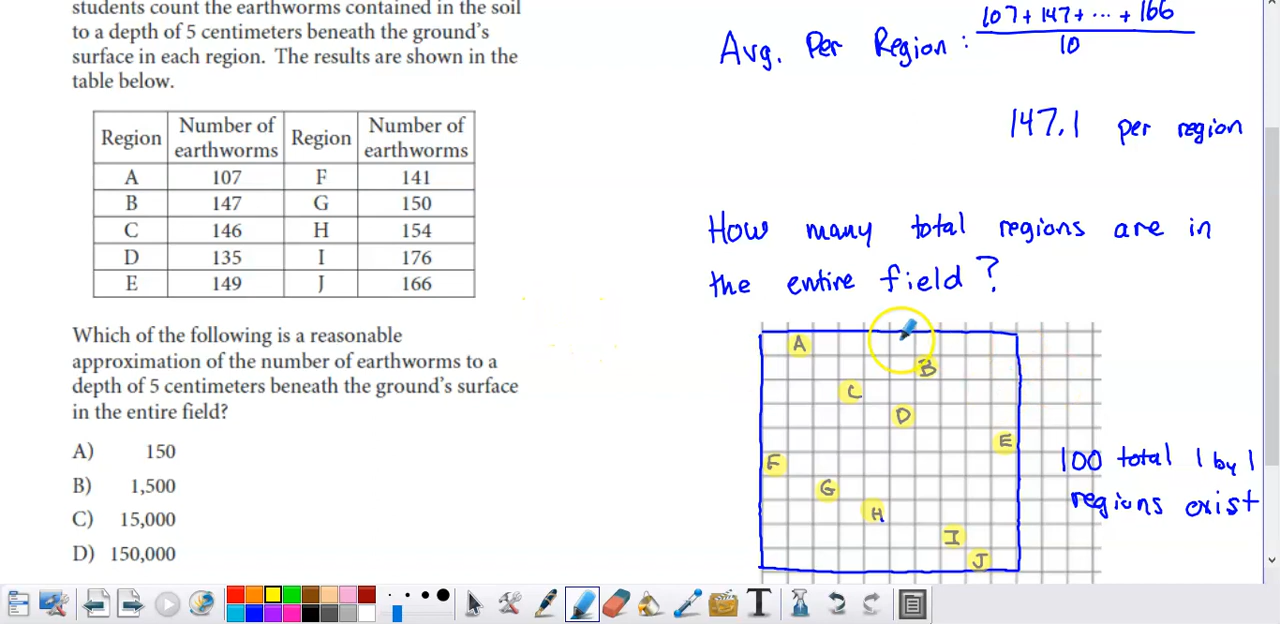 students count the earthworms contained in the soil
to a depth of 5 centimeters beneath the ground's
surface in each region. The results are shown in the
table below.
Region Number of earthworms Region Number of earthworms
A 107 F 141
B 147 G 150
C 146 H 154
D 135 I 176
E 149 J 166
Which of the following is a reasonable
approximation of the number of earthworms to a
depth of 5 centimeters beneath the ground's surface
in the entire field?
A) 150
B) 1,500
C) 15,000
D) 150,000
Avg. Per Region: 107+147+ ... +166
10
147.1 per region
How many total regions are in
the entire field?
A
B
C
D
E
F
G
H
I
J
100 total 1 by 1
regions exist
T